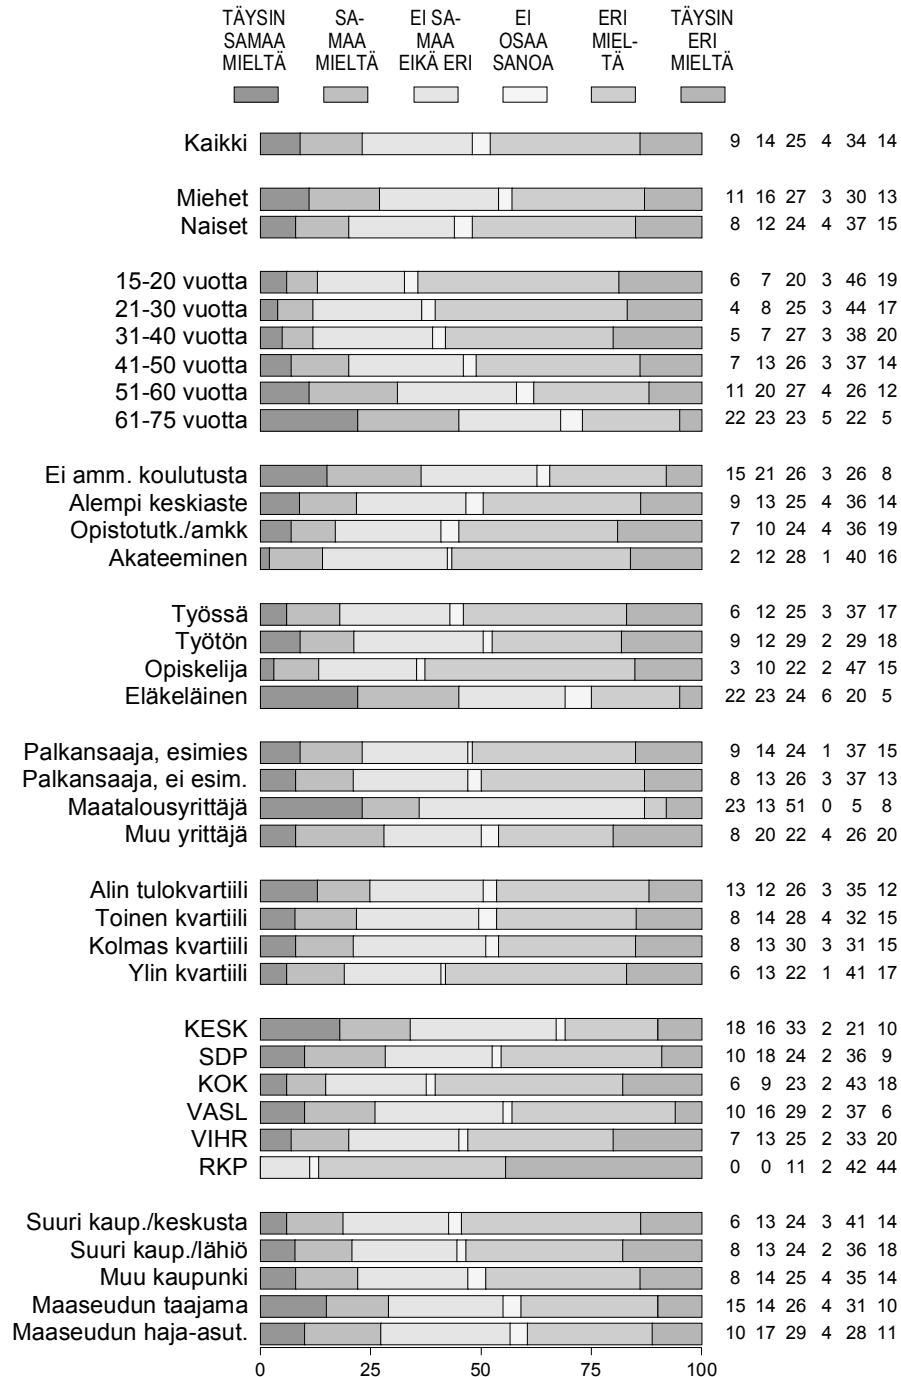 TÄYSIN SA- EI SA- EI ERI TÄYSIN
SAMAA MAA MAA OSAA MIEL- ERI
MIELTÄ MIELTÄ EIKÄ ERI SANOA TÄ MIELTÄ
Kaikki 9 14 25 4 34 14
Miehet 11 16 27 3 30 13
Naiset 8 12 24 4 37 15
15-20 vuotta 6 7 20 3 46 19
21-30 vuotta 4 8 25 3 44 17
31-40 vuotta 5 7 27 3 38 20
41-50 vuotta 7 13 26 3 37 14
51-60 vuotta 11 20 27 4 26 12
61-75 vuotta 22 23 23 5 22 5
Ei amm. koulutusta 15 21 26 3 26 8
Alempi keskiaste 9 13 25 4 36 14
Opistotutk./amkk 7 10 24 4 36 19
Akateeminen 2 12 28 1 40 16
Työssä 6 12 25 3 37 17
Työtön 9 12 29 2 29 18
Opiskelija 3 10 22 2 47 15
Eläkeläinen 22 23 24 6 20 5
Palkansaaja, esimies 9 14 24 1 37 15
Palkansaaja, ei esim. 8 13 26 3 37 13
Maatalousyrittäjä 23 13 51 0 5 8
Muu yrittäjä 8 20 22 4 26 20
Alin tulokvartiili 13 12 26 3 35 12
Toinen kvartiili 8 14 28 4 32 15
Kolmas kvartiili 8 13 30 3 31 15
Ylin kvartiili 6 13 22 1 41 17
KESK 18 16 33 2 21 10
SDP 10 18 24 2 36 9
KOK 6 9 23 2 43 18
VASL 10 16 29 2 37 6
VIHR 7 13 25 2 33 20
RKP 0 0 11 2 42 44
Suuri kaup./keskusta 6 13 24 3 41 14
Suuri kaup./lähiö 8 13 24 2 36 18
Muu kaupunki 8 14 25 4 35 14
Maaseudun taajama 15 14 26 4 31 10
Maaseudun haja-asut. 10 17 29 4 28 11
0 25 50 75 100